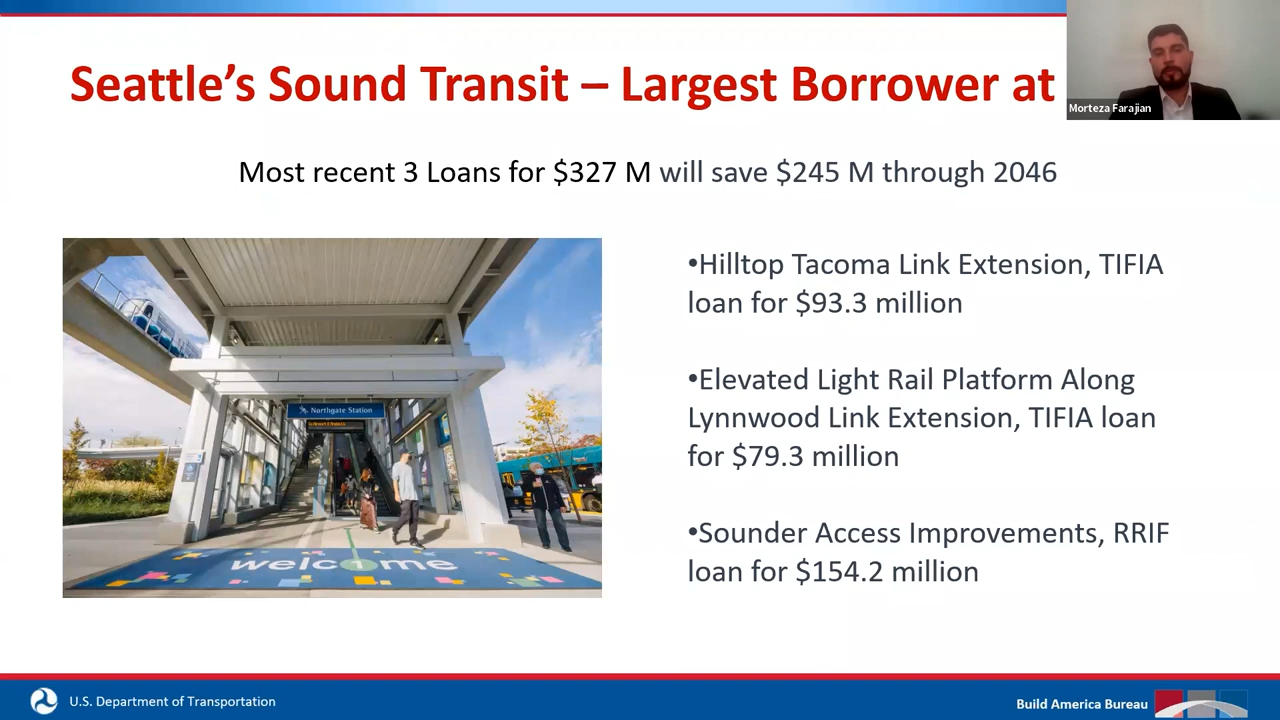 Seattle’s Sound Transit – Largest Borrower at
Morteza Farajian
Most recent 3 Loans for $327 M will save $245 M through 2046
•Hilltop Tacoma Link Extension, TIFIA
loan for $93.3 million
•Elevated Light Rail Platform Along
Lynnwood Link Extension, TIFIA loan
for $79.3 million
•Sounder Access Improvements, RRIF
loan for $154.2 million
Northgate Station
welcome
U.S. Department of Transportation
Build America Bureau